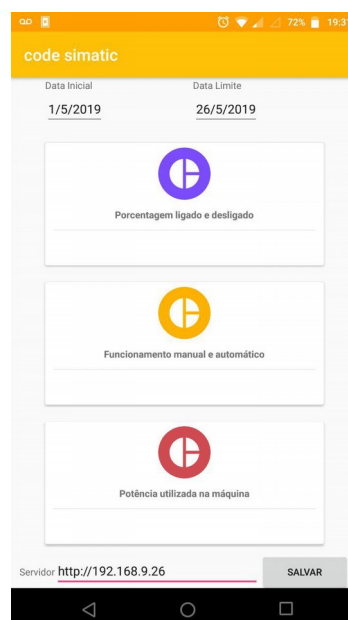 72% 19:3
code simatic
Data Inicial Data Limite
1/5/2019 26/5/2019
Porcentagem ligado e desligado
Funcionamento manual e automático
Potência utilizada na máquina
Servidor http://192.168.9.26 SALVAR